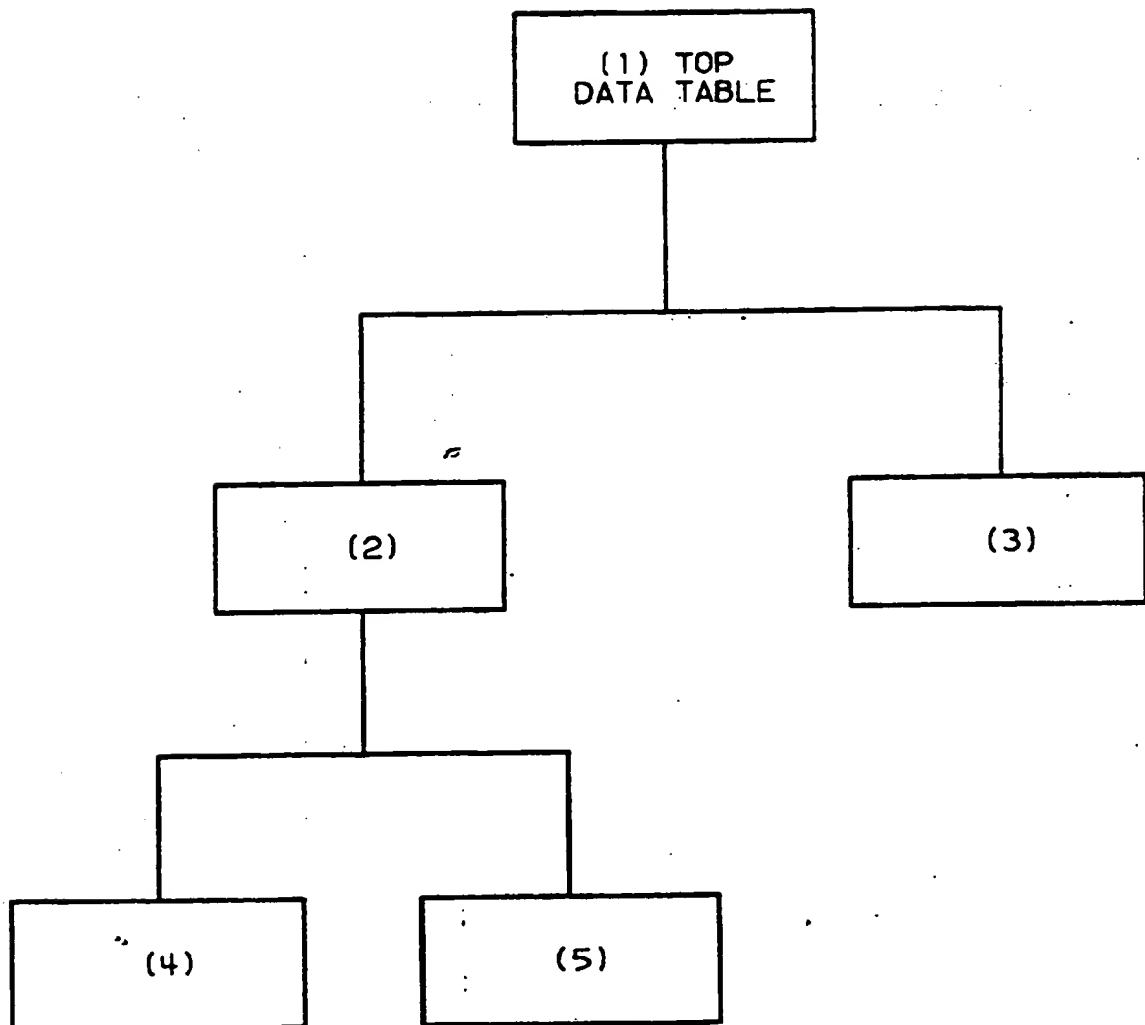 (1) TOP
DATA TABLE
(2)
(3)
(4)
(5)